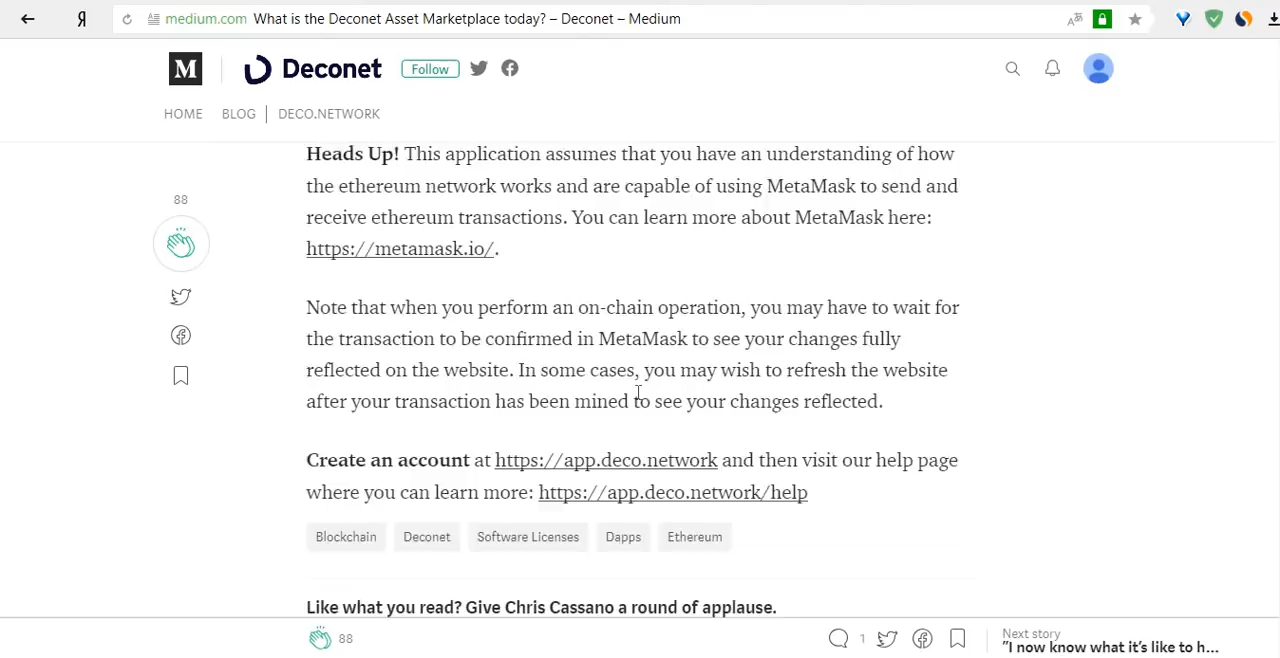 Я medium.com What is the Deconet Asset Marketplace today? – Deconet – Medium
M Deconet Follow
HOME BLOG DECO.NETWORK
Heads Up! This application assumes that you have an understanding of how
the ethereum network works and are capable of using MetaMask to send and
receive ethereum transactions. You can learn more about MetaMask here:
https://metamask.io/.
88
Note that when you perform an on-chain operation, you may have to wait for
the transaction to be confirmed in MetaMask to see your changes fully
reflected on the website. In some cases, you may wish to refresh the website
after your transaction has been mined to see your changes reflected.
Create an account at https://app.deco.network and then visit our help page
where you can learn more: https://app.deco.network/help
Blockchain Deconet Software Licenses Dapps Ethereum
Like what you read? Give Chris Cassano a round of applause.
88 1 Next story
"I now know what it's like to h...